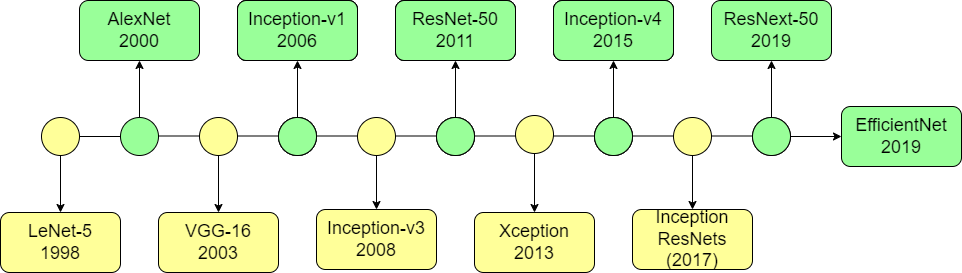 AlexNet
2000
Inception-v1
2006
ResNet-50
2011
Inception-v4
2015
ResNext-50
2019
EfficientNet
2019
LeNet-5
1998
VGG-16
2003
Inception-v3
2008
Xception
2013
Inception
ResNets
(2017)